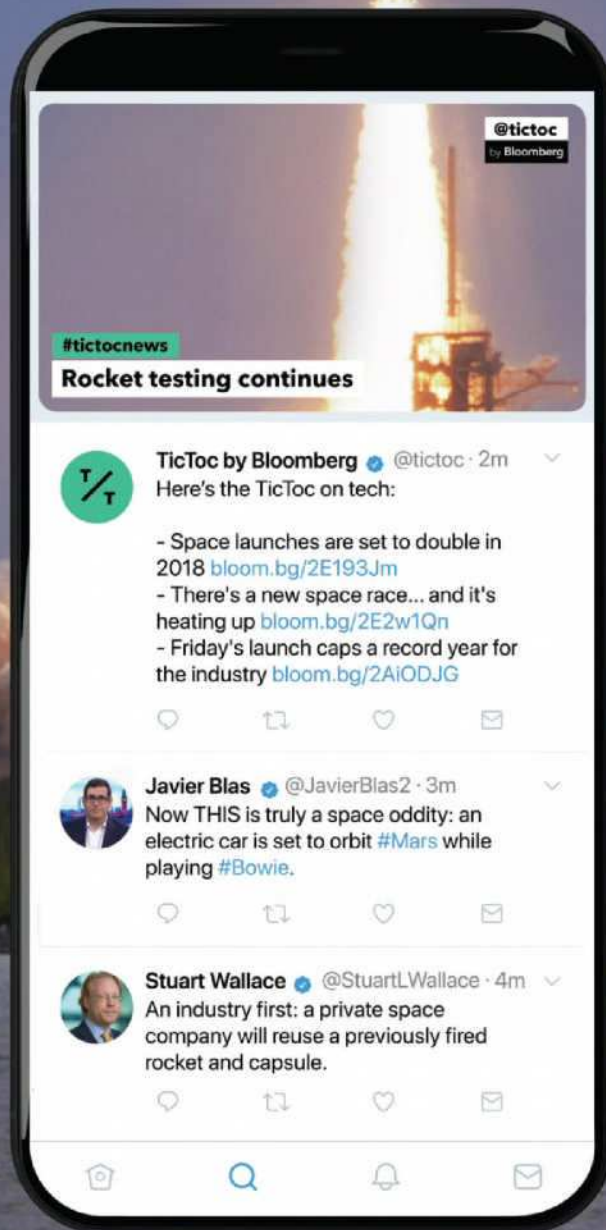 @tictoc
by Bloomberg
#tictocnews
Rocket testing continues
T/T
TicToc by Bloomberg @tictoc · 2m
Here's the TicToc on tech:
- Space launches are set to double in
2018 bloom.bg/2E193Jm
- There's a new space race... and it's
heating up bloom.bg/2E2w1Qn
- Friday's launch caps a record year for
the industry bloom.bg/2AiODJG
Javier Blas @JavierBlas2 · 3m
Now THIS is truly a space oddity: an
electric car is set to orbit #Mars while
playing #Bowie.
Stuart Wallace @StuartLWallace · 4m
An industry first: a private space
company will reuse a previously fired
rocket and capsule.